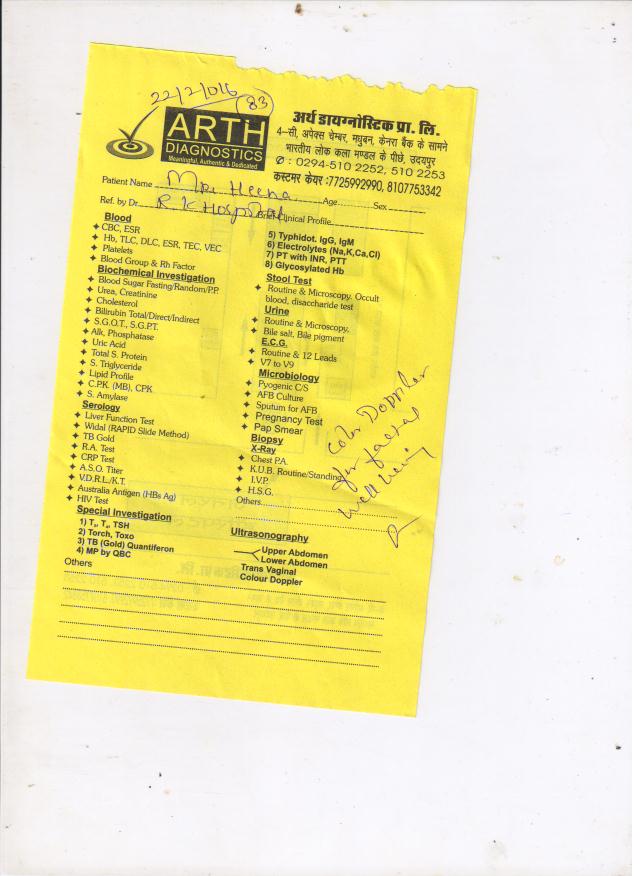 22/2/016
83
ARTH
DIAGNOSTICS
Meaningful, Authentic & Dedicated
अर्थ डायग्नोस्टिक प्रा. लि.
4–सी, अपेक्स चेम्बर, मधुबन, केनरा बैंक के सामने
भारतीय लोक कला मण्डल के पीछे, उदयपुर
✆ : 0294-510 2252, 510 2253
कस्टमर केयर :7725992990, 8107753342
Patient Name Mrs. Heena Age Sex
Ref. by Dr. R K Hospital Brief Clinical Profile
Blood
✦ CBC, ESR
✦ Hb, TLC, DLC, ESR, TEC, VEC
✦ Platelets
✦ Blood Group & Rh Factor
Biochemical Investigation
✦ Blood Sugar Fasting/Random/P.P.
✦ Urea, Creatinine
✦ Cholesterol
✦ Bilirubin Total/Direct/Indirect
✦ S.G.O.T., S.G.P.T.
✦ Alk. Phosphatase
✦ Uric Acid
✦ Total S. Protein
✦ S. Triglyceride
✦ Lipid Profile
✦ C.P.K. (MB), CPK
✦ S. Amylase
Serology
✦ Liver Function Test
✦ Widal (RAPID Slide Method)
✦ TB Gold
✦ R.A. Test
✦ CRP Test
✦ A.S.O. Titer
✦ V.D.R.L./K.T.
✦ Australia Antigen (HBs Ag)
✦ HIV Test
Special Investigation
1) T₃, T₄, TSH
2) Torch, Toxo
3) TB (Gold) Quantiferon
4) MP by QBC
Others
5) Typhidot. IgG, IgM
6) Electrolytes (Na,K,Ca,Cl)
7) PT with INR, PTT
8) Glycosylated Hb
Stool Test
✦ Routine & Microscopy, Occult
blood, disaccharide test
Urine
✦ Routine & Microscopy,
✦ Bile salt, Bile pigment
E.C.G.
✦ Routine & 12 Leads
✦ V7 to V9
Microbiology
✦ Pyogenic C/S
✦ AFB Culture
✦ Sputum for AFB
✦ Pregnancy Test
✦ Pap Smear
Biopsy
X-Ray
✦ Chest P.A.
✦ K.U.B. Routine/Standing
✦ I.V.P.
✦ H.S.G.
Others
Ultrasonography
Upper Abdomen
Lower Abdomen
Trans Vaginal
Colour Doppler
Color Doppler
for faetal
well being